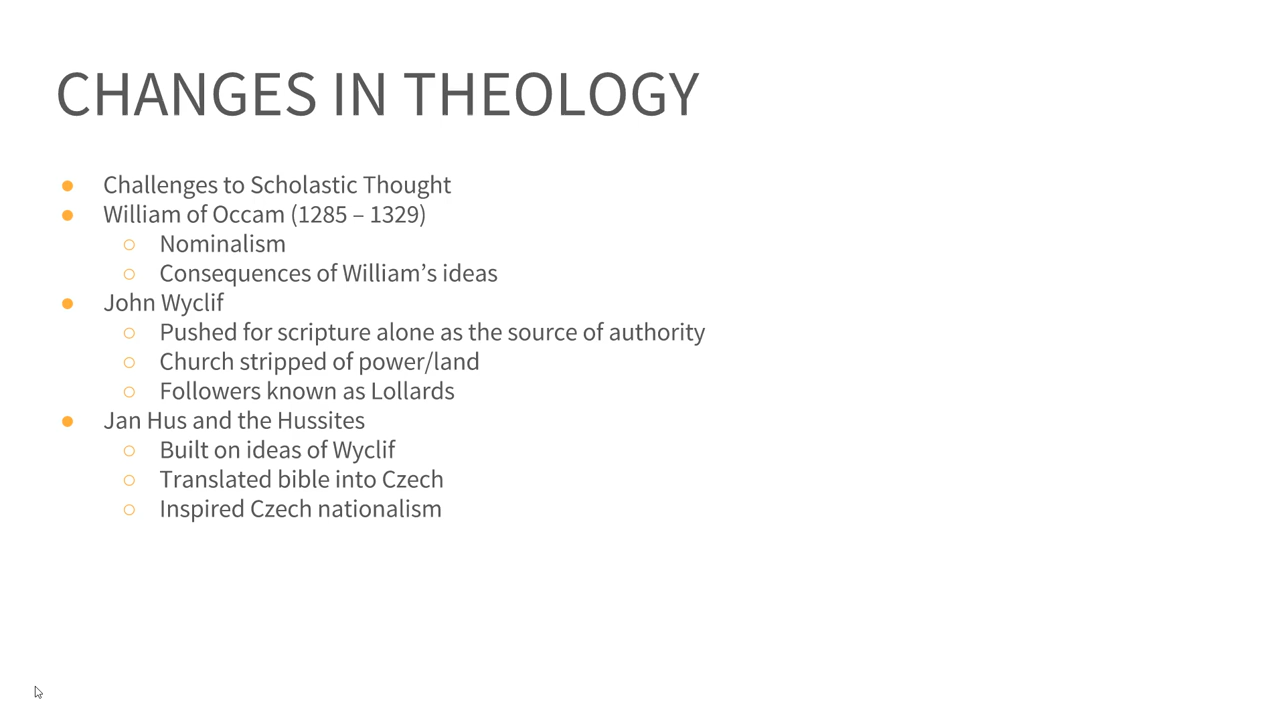 CHANGES IN THEOLOGY
● Challenges to Scholastic Thought
● William of Occam (1285 – 1329)
○ Nominalism
○ Consequences of William’s ideas
● John Wyclif
○ Pushed for scripture alone as the source of authority
○ Church stripped of power/land
○ Followers known as Lollards
● Jan Hus and the Hussites
○ Built on ideas of Wyclif
○ Translated bible into Czech
○ Inspired Czech nationalism